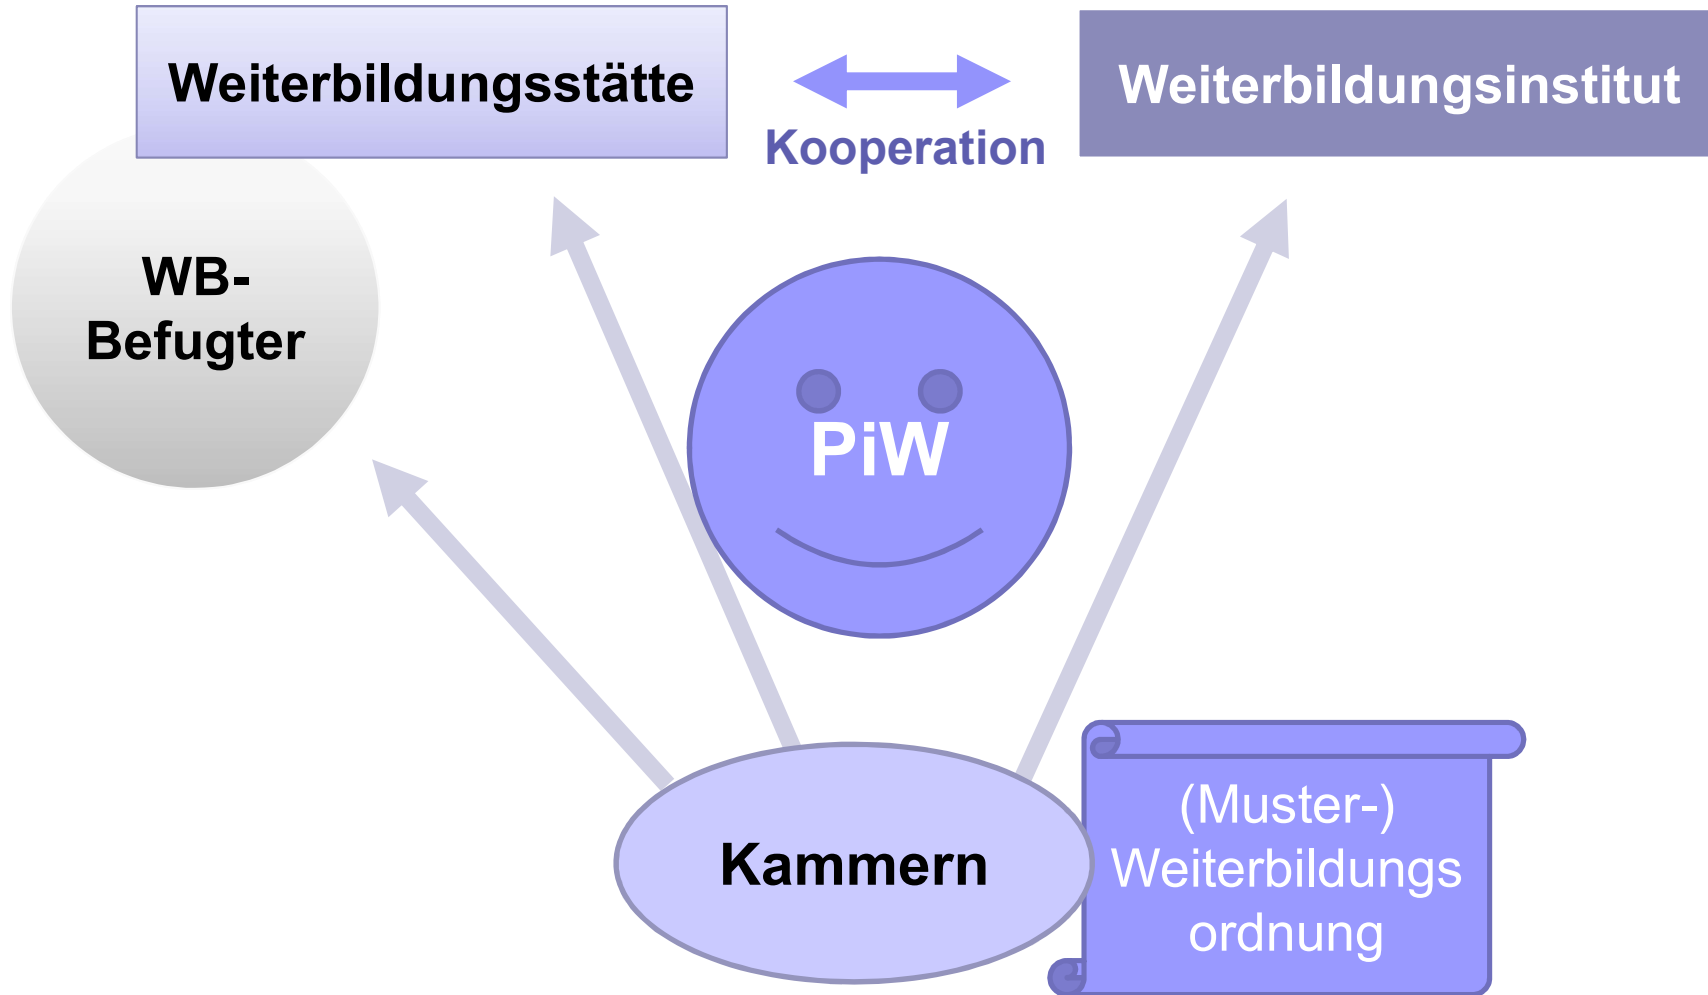 Weiterbildungsstätte
Kooperation
Weiterbildungsinstitut
WB-
Befugter
PiW
Kammern
(Muster-)
Weiterbildungs
ordnung